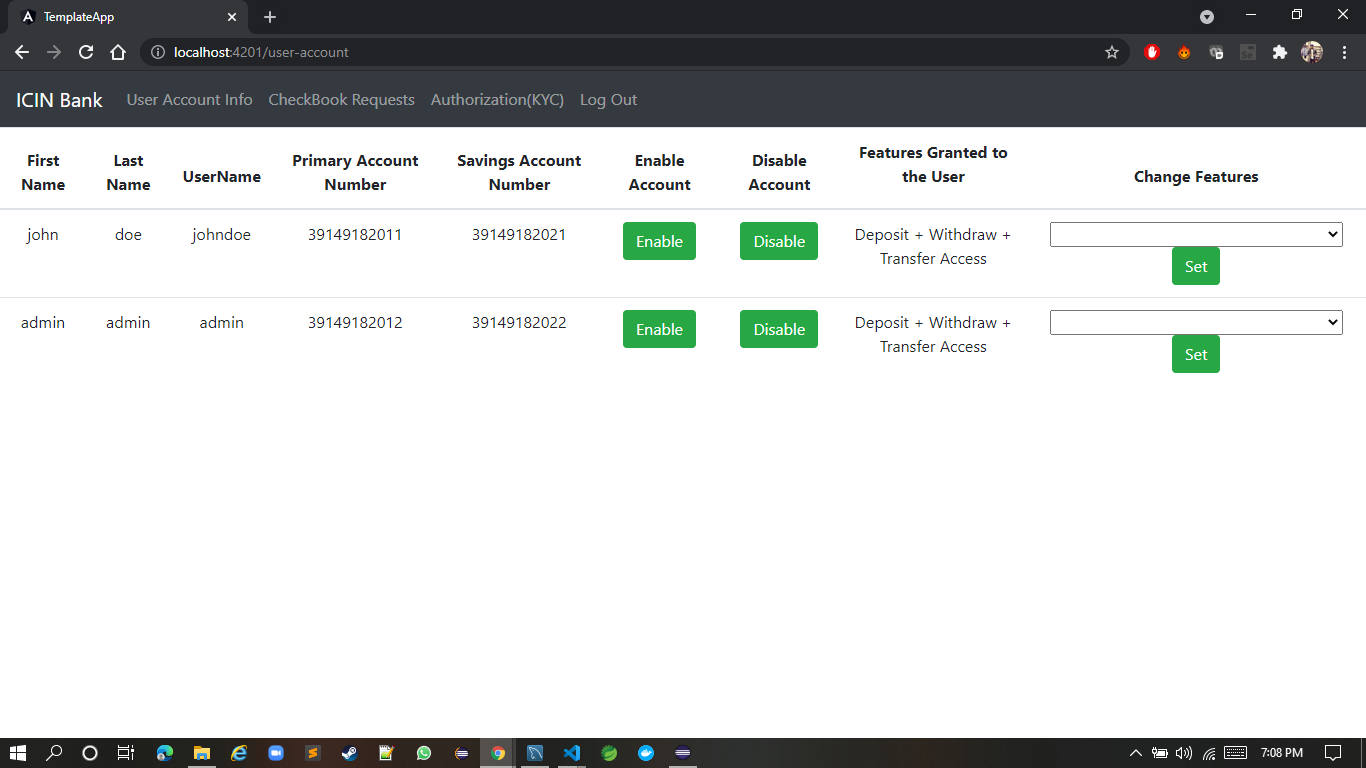 TemplateApp
localhost:4201/user-account
ICIN Bank User Account Info CheckBook Requests Authorization(KYC) Log Out
First Name Last Name UserName Primary Account Number Savings Account Number Enable Account Disable Account Features Granted to the User Change Features
john doe johndoe 39149182011 39149182021 Enable Disable Deposit + Withdraw + Transfer Access
Set
admin admin admin 39149182012 39149182022 Enable Disable Deposit + Withdraw + Transfer Access
Set
7:08 PM